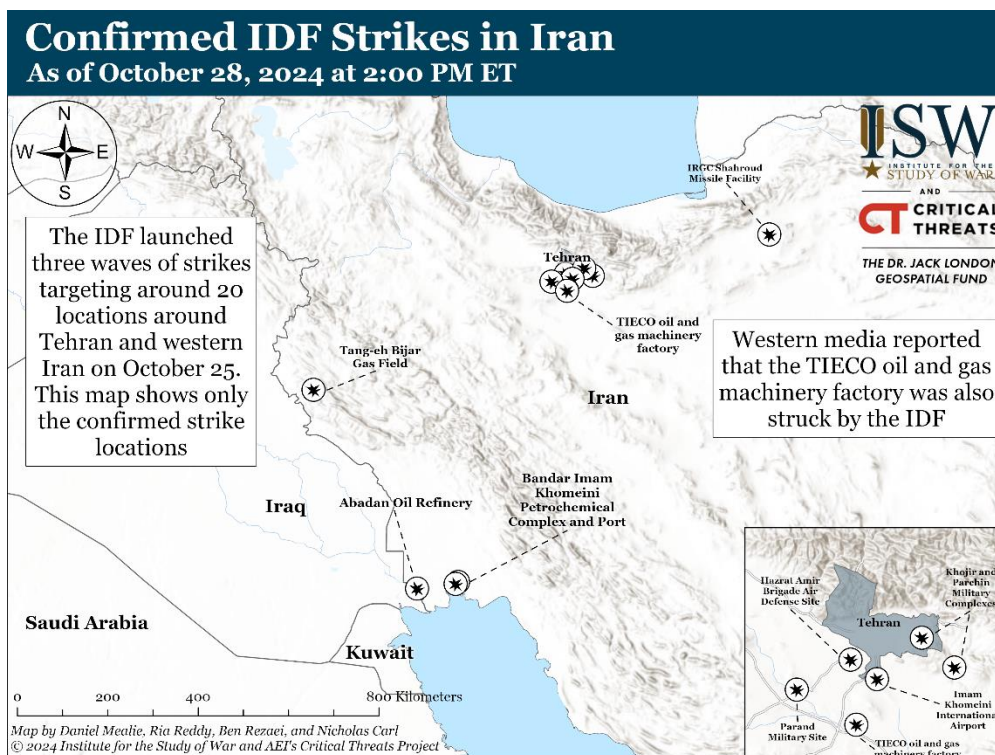 Confirmed IDF Strikes in Iran
As of October 28, 2024 at 2:00 PM ET
N
W
E
S
ISW
INSTITUTE FOR THE
STUDY OF WAR
AND
CT CRITICAL
THREATS
THE DR. JACK LONDON
GEOSPATIAL FUND
The IDF launched
three waves of strikes
targeting around 20
locations around
Tehran and western
Iran on October 25.
This map shows only
the confirmed strike
locations
IRGC Shahroud
Missile Facility
Tehran
TIECO oil and
gas machinery
factory
Western media reported
that the TIECO oil and gas
machinery factory was also
struck by the IDF
Tang-eh Bijar
Gas Field
Iran
Iraq
Abadan Oil Refinery
Bandar Imam
Khomeini
Petrochemical
Complex and Port
Saudi Arabia
Kuwait
Hazrat Amir
Brigade Air
Defense Site
Khojir and
Parchin
Military
Complexes
Tehran
Parand
Military Site
Imam
Khomeini
International
Airport
TIECO oil and gas
machinery factory
0 200 400 800 Kilometers
Map by Daniel Mealie, Ria Reddy, Ben Rezaei, and Nicholas Carl
© 2024 Institute for the Study of War and AEI's Critical Threats Project